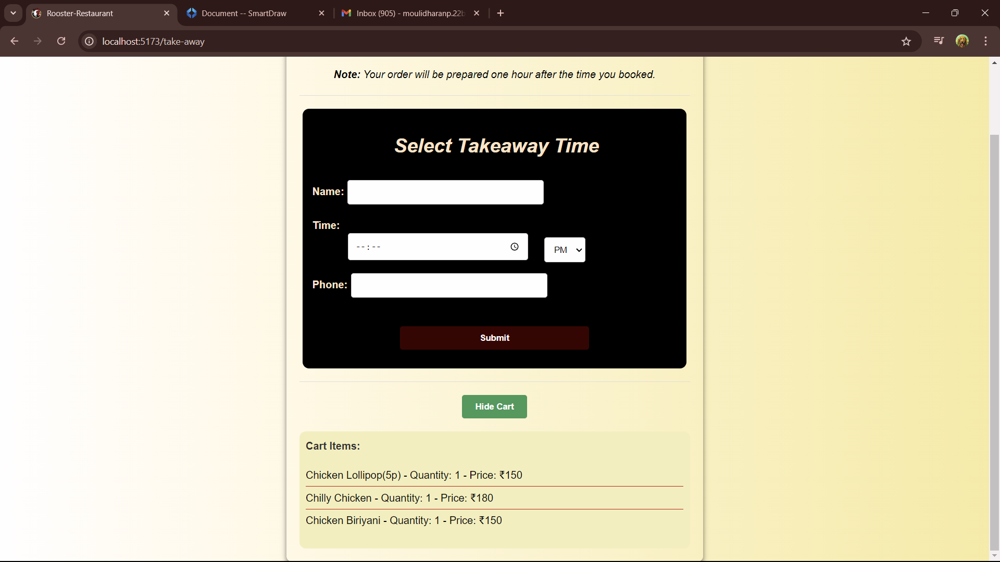 Rooster-Restaurant
Document -- SmartDraw
Inbox (905) - moulidharanp.22b
localhost:5173/take-away
Note: Your order will be prepared one hour after the time you booked.
Select Takeaway Time
Name:
Time:
--:--
PM
Phone:
Submit
Hide Cart
Cart Items:
Chicken Lollipop(5p) - Quantity: 1 - Price: ₹150
Chilly Chicken - Quantity: 1 - Price: ₹180
Chicken Biriyani - Quantity: 1 - Price: ₹150